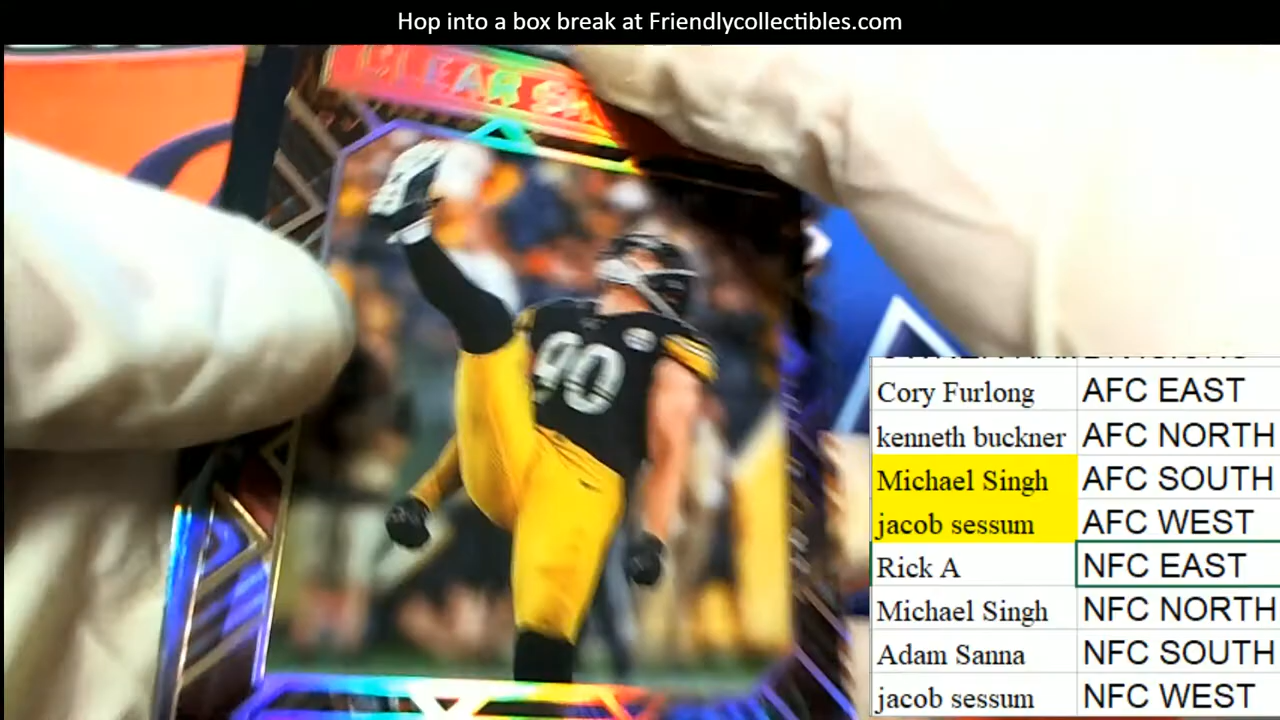 Hop into a box break at Friendlycollectibles.com
CLEAR
90
Cory Furlong AFC EAST
kenneth buckner AFC NORTH
Michael Singh AFC SOUTH
jacob sessum AFC WEST
Rick A NFC EAST
Michael Singh NFC NORTH
Adam Sanna NFC SOUTH
jacob sessum NFC WEST